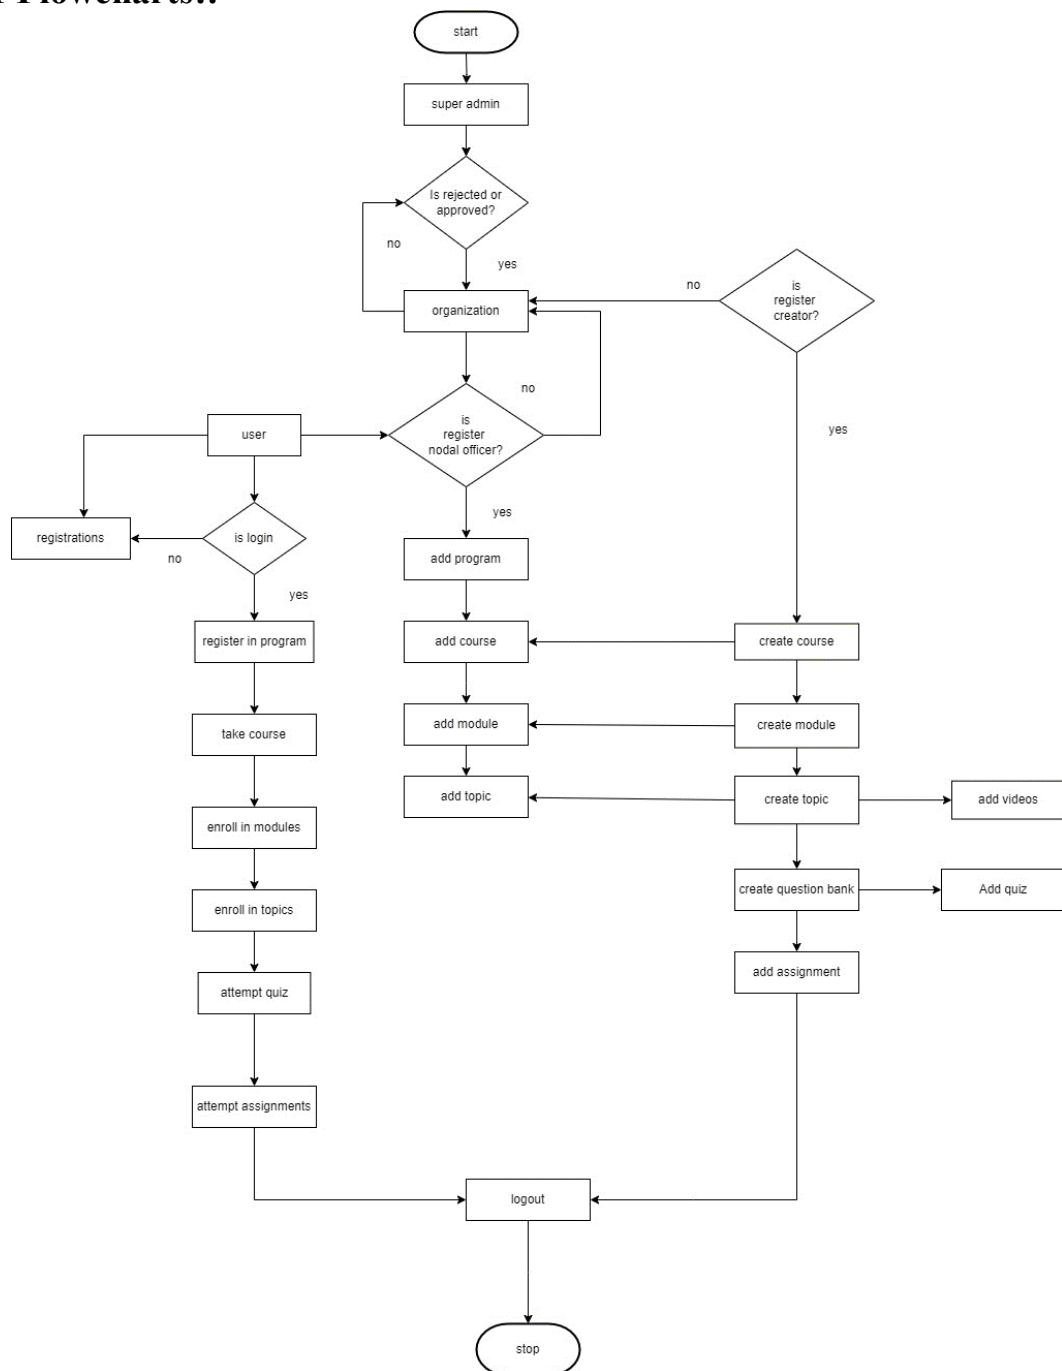 Flowcharts!!
start
super admin
Is rejected or
approved?
no
yes
organization
no
is
register
creator?
no
is
register
nodal officer?
user
yes
yes
registrations
is login
no
yes
add program
register in program
add course
create course
take course
add module
create module
add topic
create topic
add videos
enroll in modules
create question bank
Add quiz
enroll in topics
add assignment
attempt quiz
attempt assignments
logout
stop